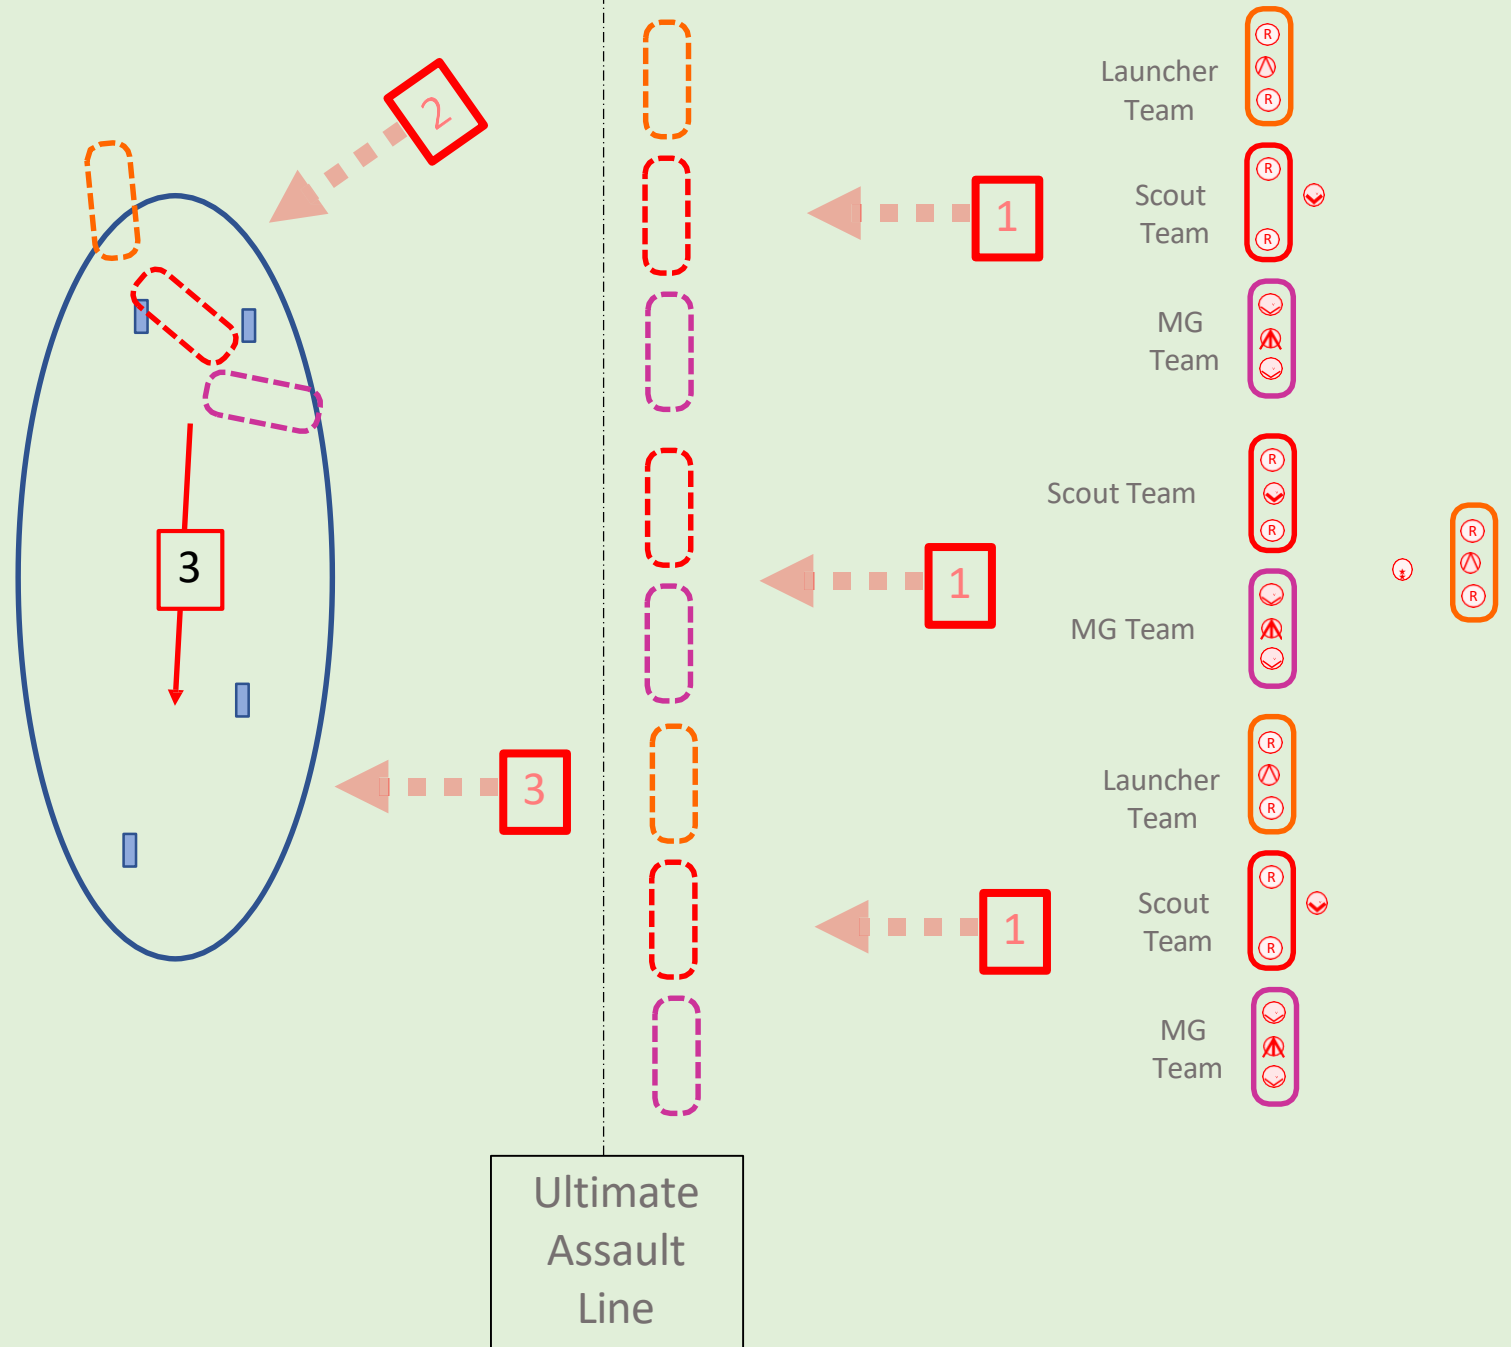 R
Launcher
Team
R
2
R
Scout
Team
1
R
MG
Team
R
Scout Team
R
R
3
1
R
MG Team
R
Launcher
Team
3
R
R
Scout
Team
1
R
MG
Team
Ultimate
Assault
Line